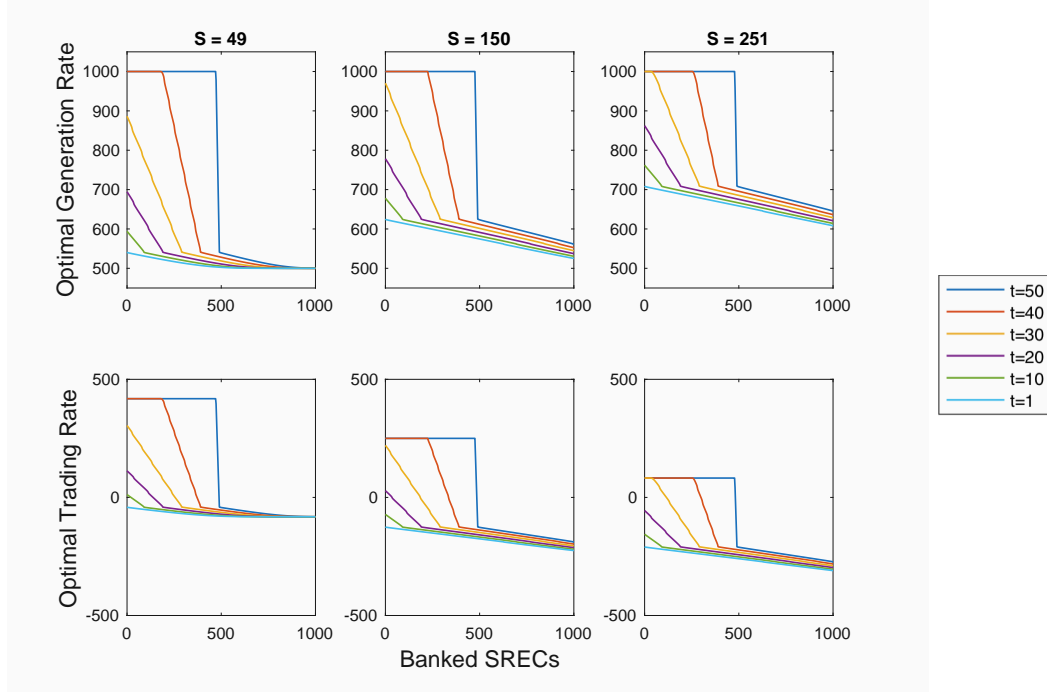 S = 49 S = 150 S = 251
Optimal Generation Rate
1000 1000 1000
900 900 900
800 800 800
700 700 700
600 600 600
500 500 500
0 500 1000 0 500 1000 0 500 1000
t=50
t=40
t=30
t=20
t=10
t=1
Optimal Trading Rate
500 500 500
0 0 0
-500 -500 -500
0 500 1000 0 500 1000 0 500 1000
Banked SRECs